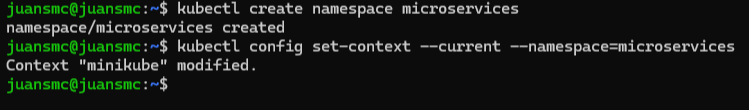 juansmc@juansmc:~$ kubectl create namespace microservices
namespace/microservices created
juansmc@juansmc:~$ kubectl config set-context --current --namespace=microservices
Context "minikube" modified.
juansmc@juansmc:~$